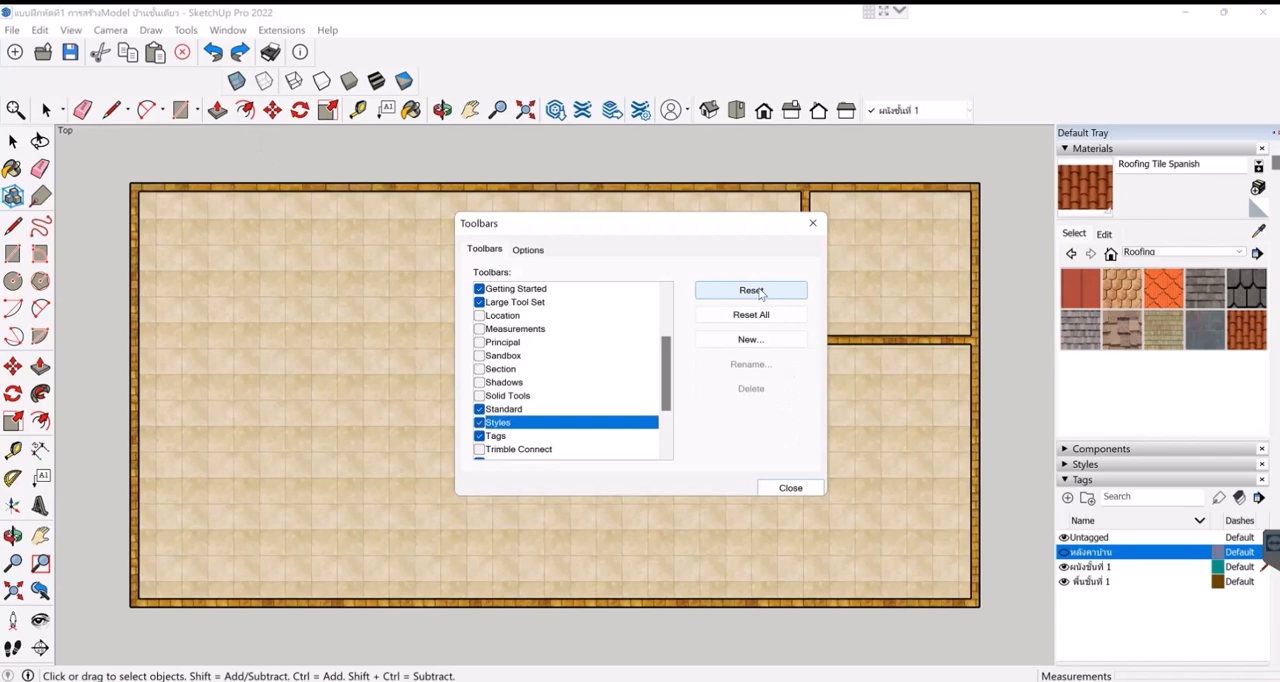 แบบฝึกหัดที่1 การสร้างModel บ้านชั้นเดียว - SketchUp Pro 2022
File Edit View Camera Draw Tools Window Extensions Help
A1
✓ ผนังชั้นที่ 1
Top
Default Tray
Materials
Roofing Tile Spanish
Select Edit
Roofing
Toolbars
Toolbars Options
Toolbars:
Getting Started
Large Tool Set
Location
Measurements
Principal
Sandbox
Section
Shadows
Solid Tools
Standard
Styles
Tags
Trimble Connect
Reset
Reset All
New...
Rename...
Delete
Close
A1
Components
Styles
Tags
Search
Name Dashes
Untagged Default
หลังคาบ้าน Default
ผนังชั้นที่ 1 Default
พื้นชั้นที่ 1 Default
Click or drag to select objects. Shift = Add/Subtract. Ctrl = Add. Shift + Ctrl = Subtract.
Measurements